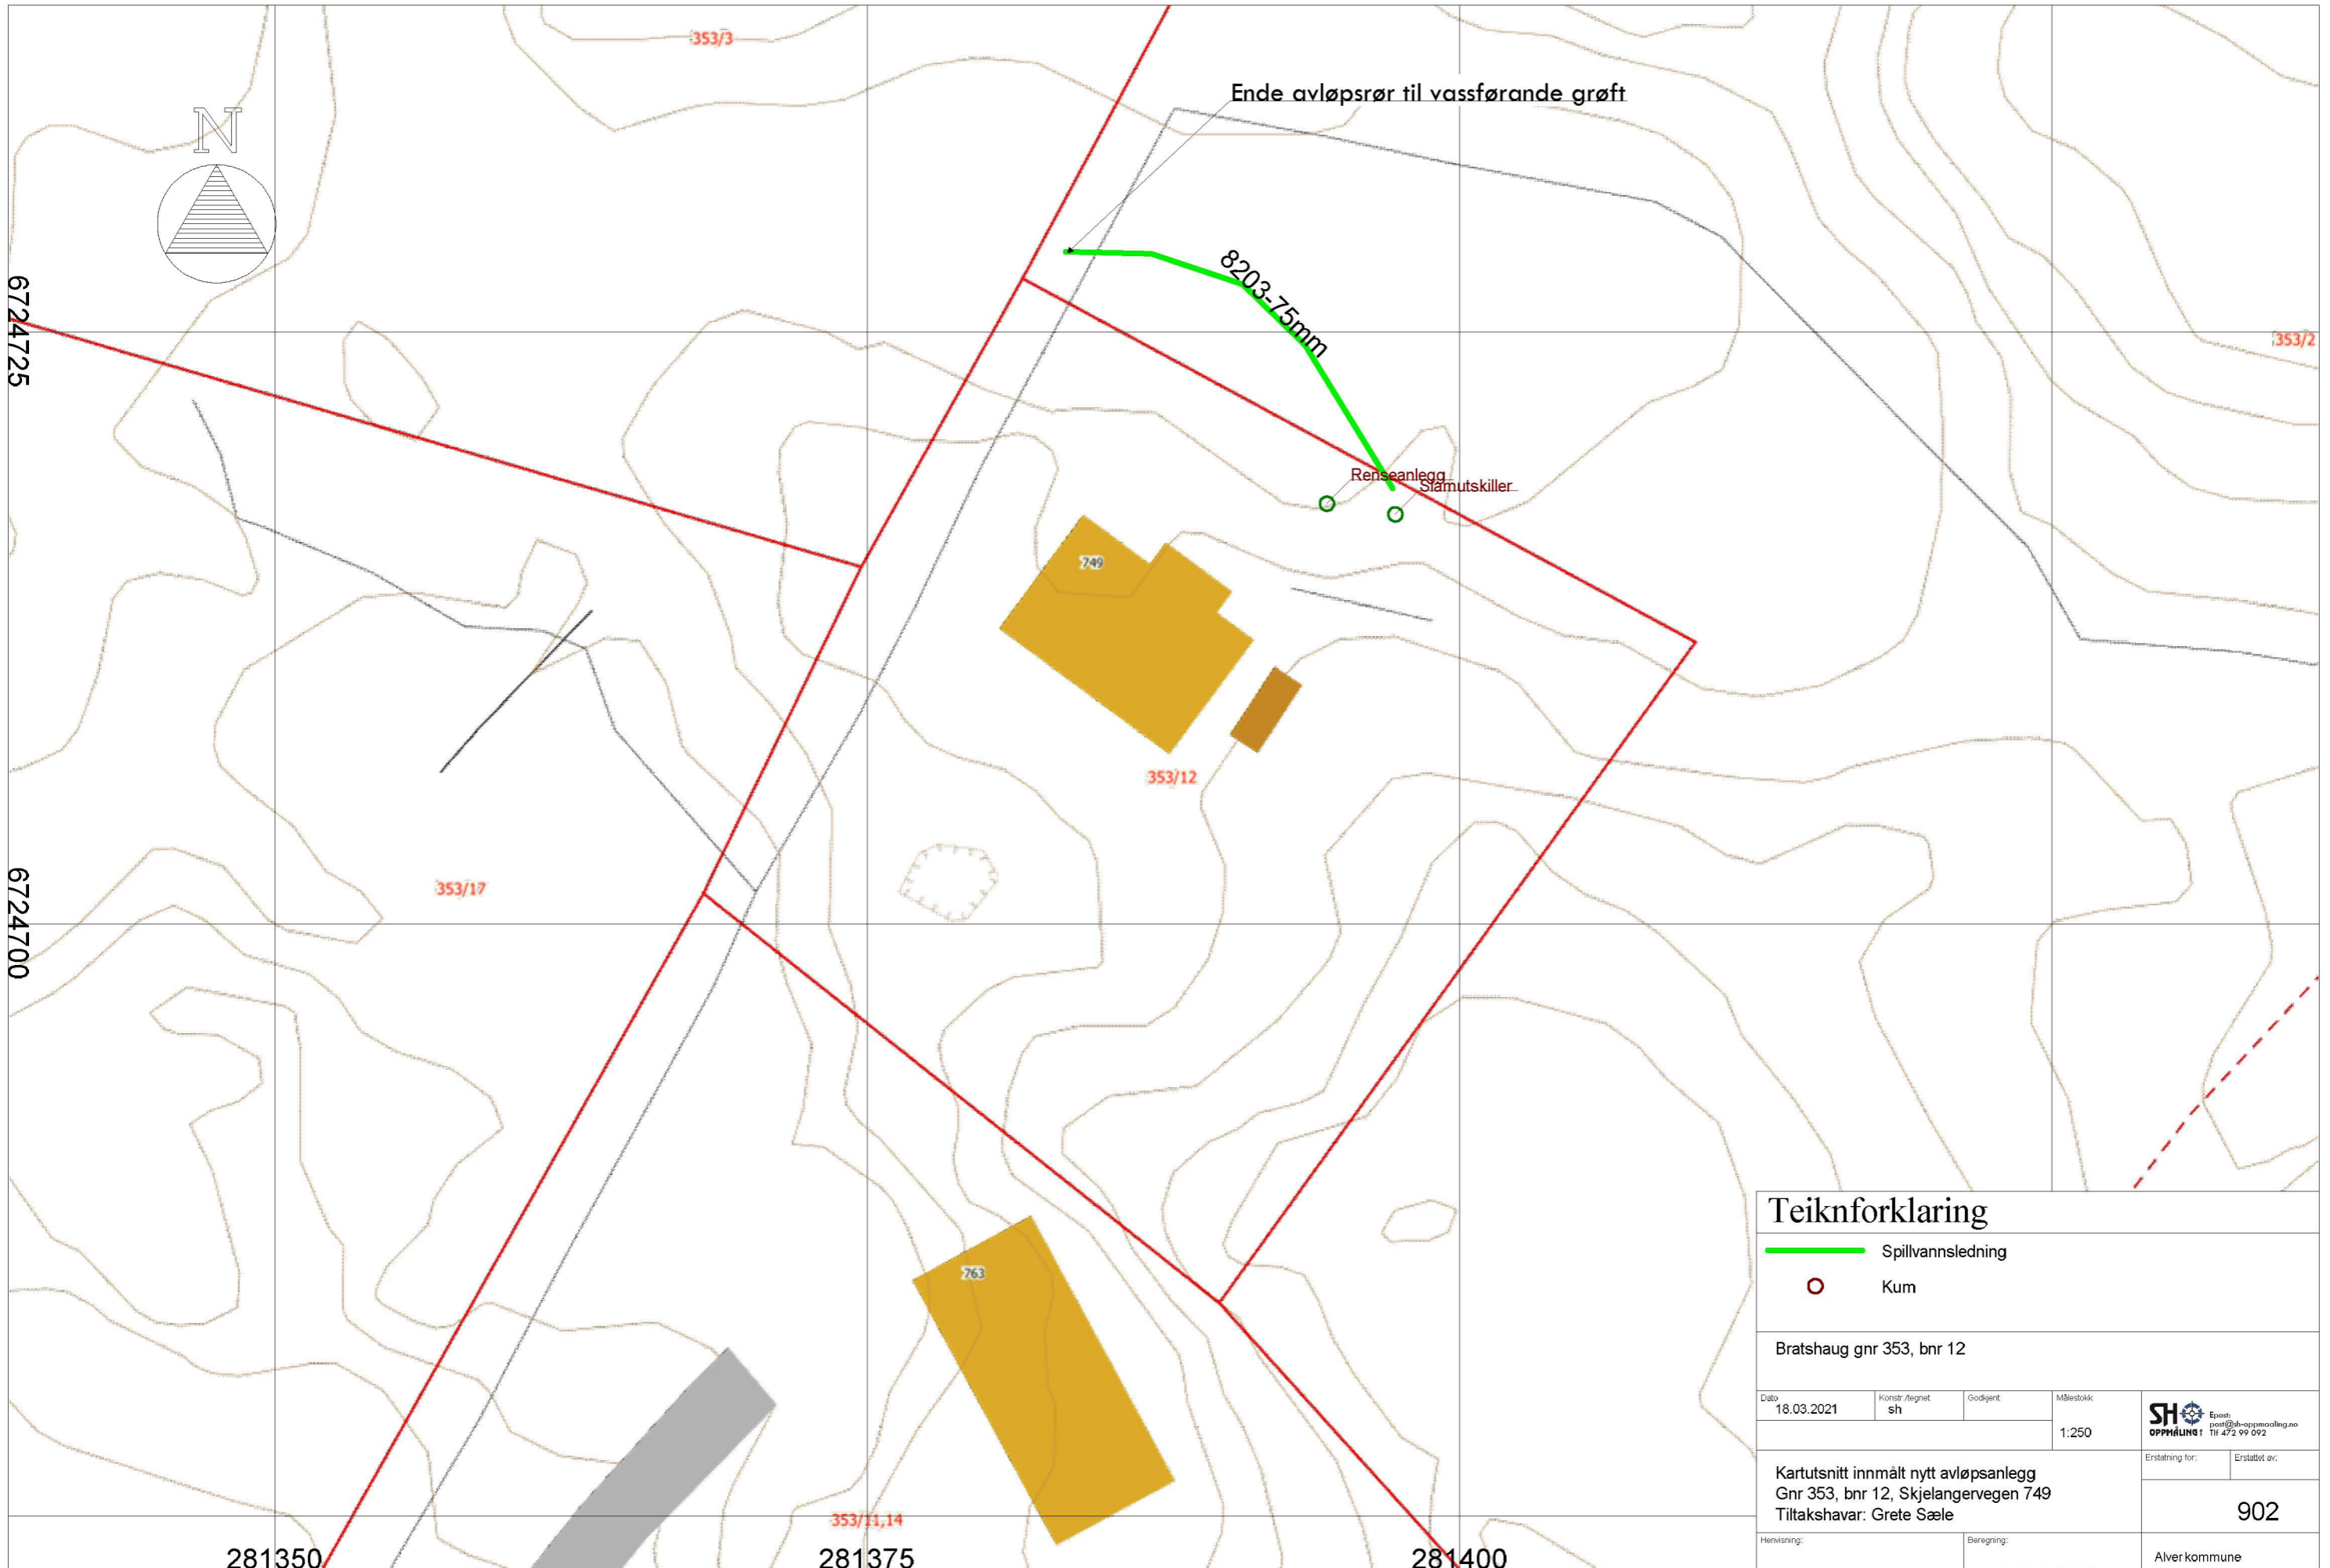 353/3
Ende avløpsrør til vassførande grøft
N
8203-75mm
6724725
353/2
Renseanlegg
Slamutskiller
749
353/12
353/17
6724700
763
353/11,14
281350
281375
281400
Teiknforklaring
Spillvannsledning
Kum
Bratshaug gnr 353, bnr 12
Dato
18.03.2021
Konstr./tegnet
sh
Godkjent
Målestokk
1:250
SH
OPPMÅLING
Epost:
post@sh-oppmaaling.no
Tlf 472 99 092
Kartutsnitt innmålt nytt avløpsanlegg
Gnr 353, bnr 12, Skjelangervegen 749
Tiltakshavar: Grete Sæle
Erstatning for:
Erstattet av:
902
Henvisning:
Beregning:
Alver kommune